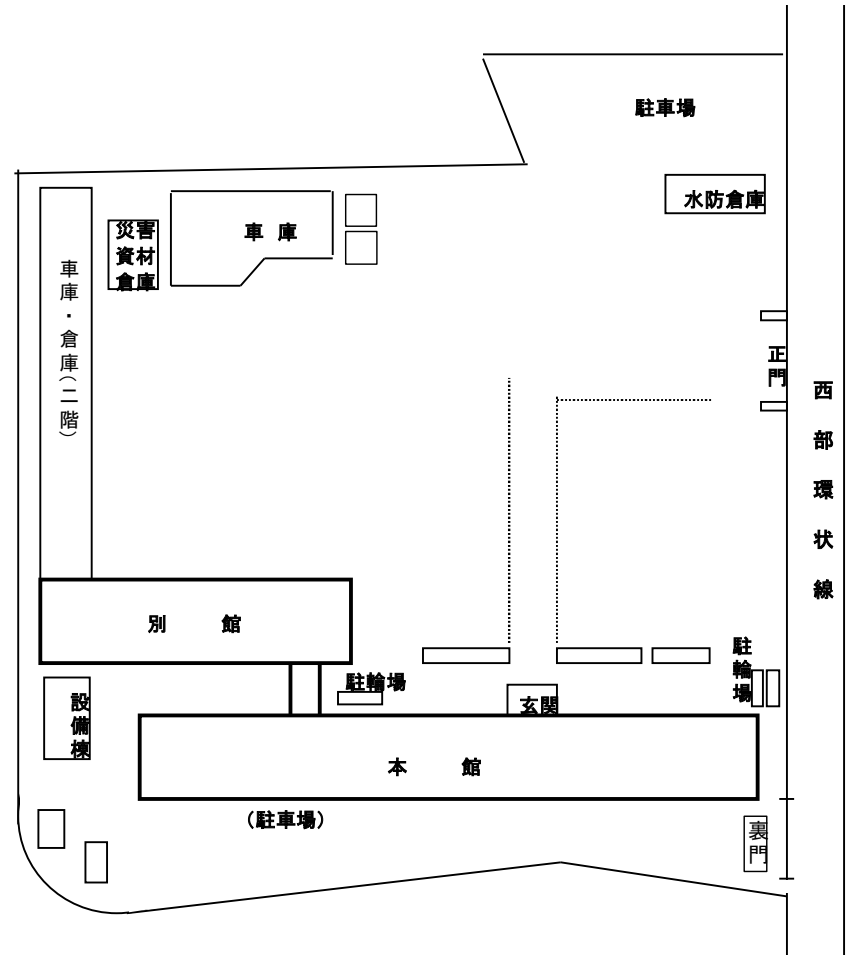 駐車場
水防倉庫
災害
資材
倉庫
車 庫
車庫・倉庫(二階)
正門
西部環状線
別 館
駐輪場
駐輪場
設備棟
玄関
本 館
(駐車場)
裏門